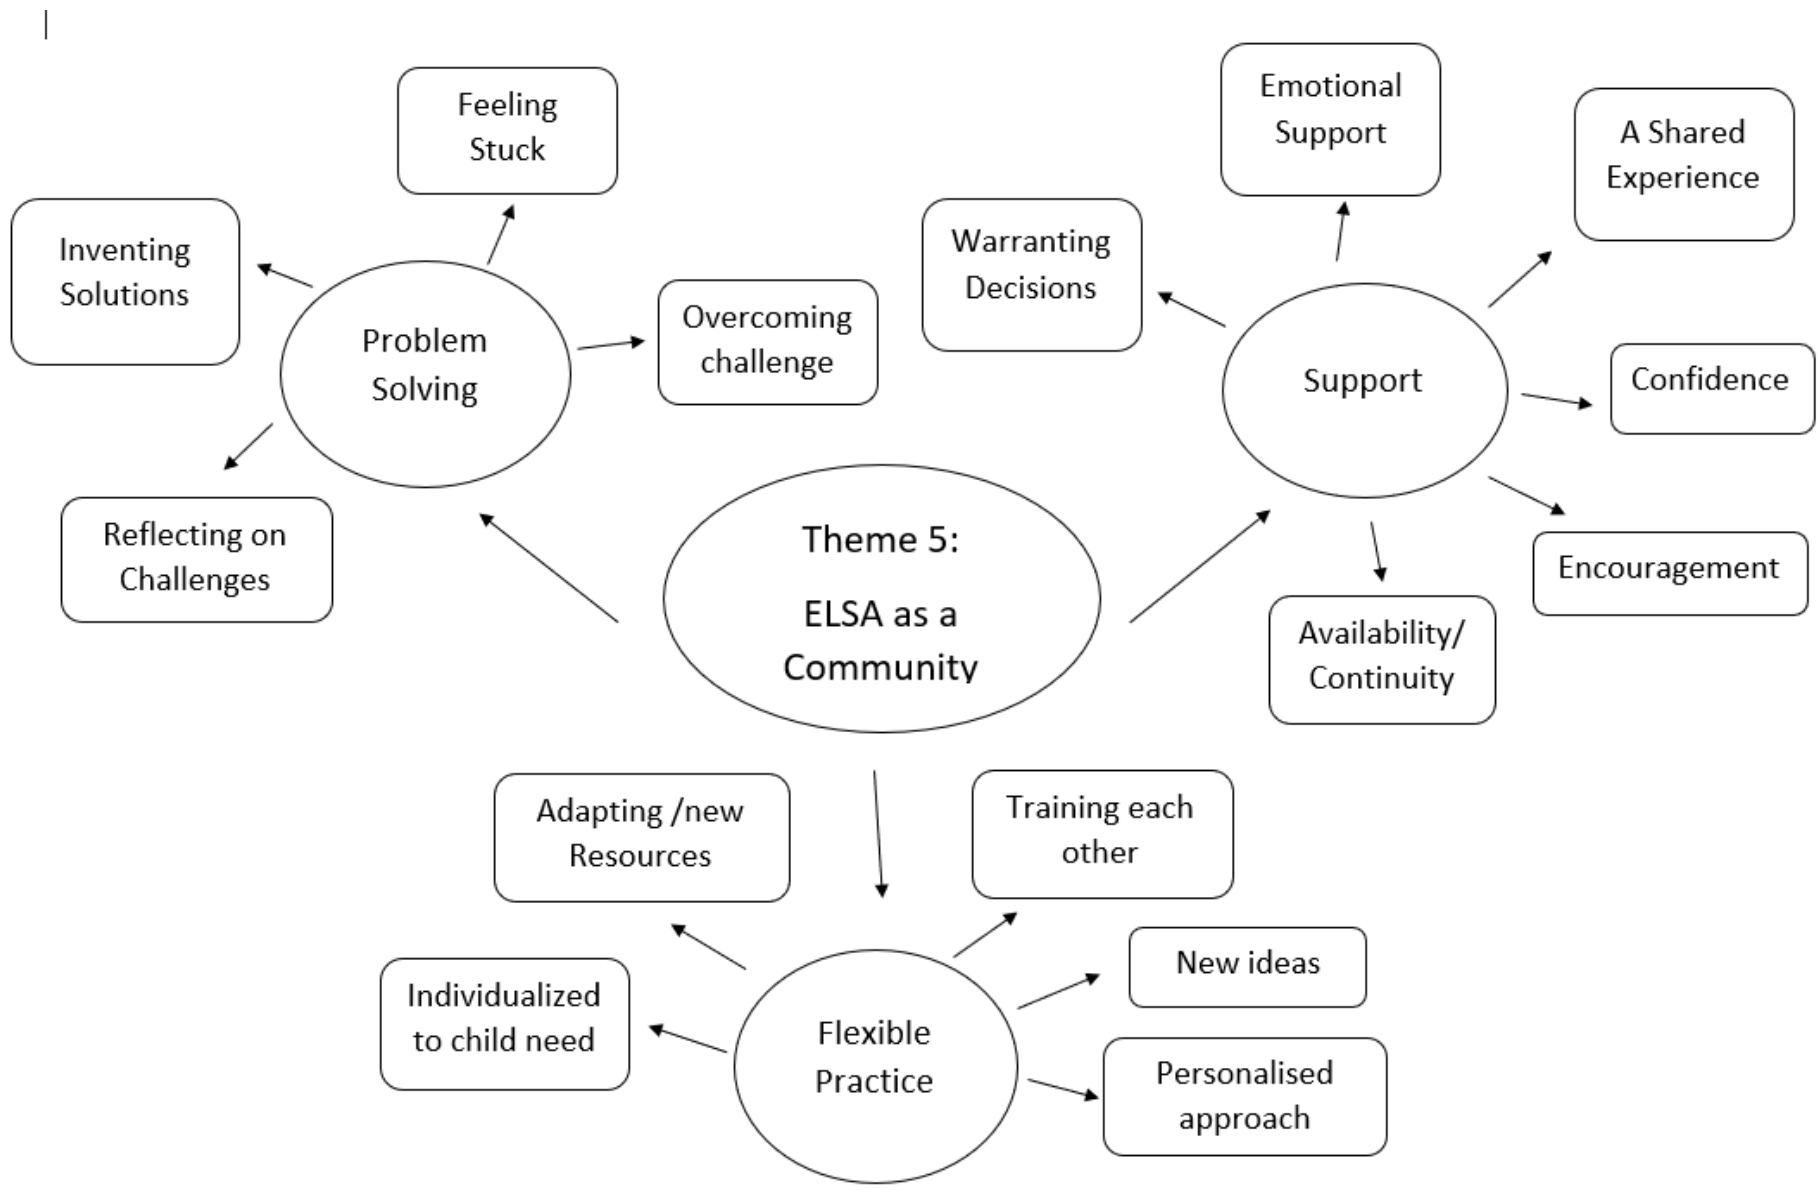 Feeling
Stuck
Inventing
Solutions
Problem
Solving
Overcoming
challenge
Reflecting on
Challenges
Emotional
Support
A Shared
Experience
Warranting
Decisions
Support
Confidence
Encouragement
Availability/
Continuity
Theme 5:
ELSA as a
Community
Adapting /new
Resources
Training each
other
Individualized
to child need
Flexible
Practice
New ideas
Personalised
approach